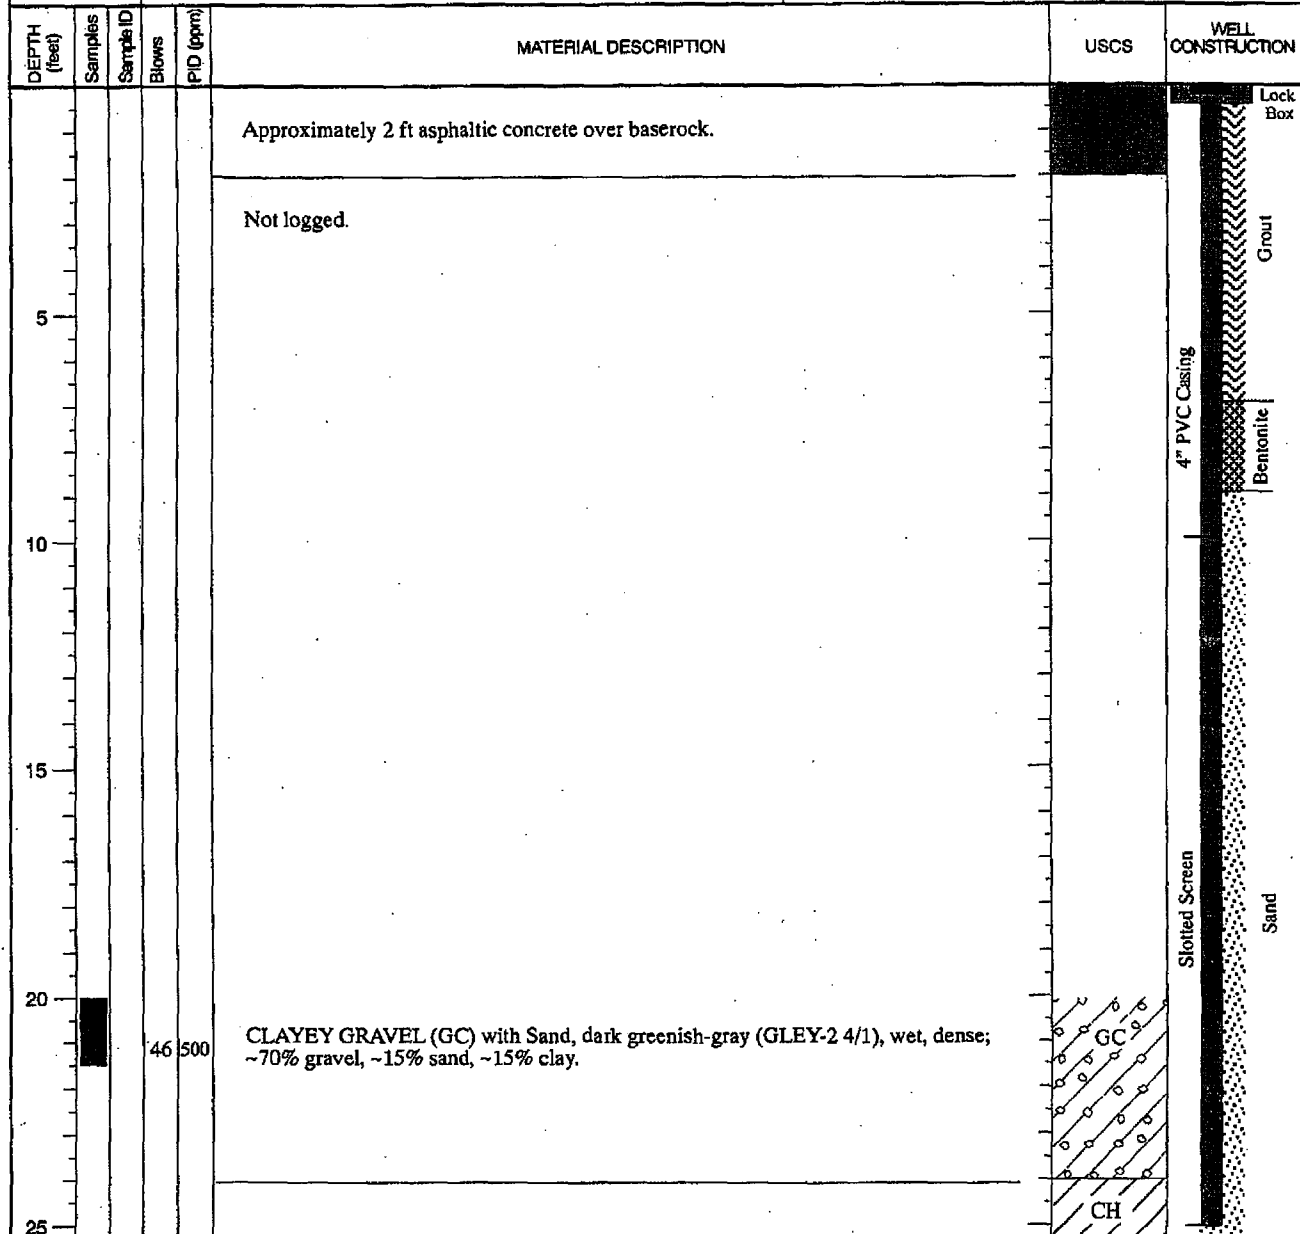 DEPTH (feet)
Samples
Sample ID
Blows
PID (ppm)
MATERIAL DESCRIPTION
USCS
WELL
CONSTRUCTION
Lock
Box
Approximately 2 ft asphaltic concrete over baserock.
Not logged.
Grout
5
4" PVC Casing
Bentonite
10
15
Slotted Screen
Sand
20
CLAYEY GRAVEL (GC) with Sand, dark greenish-gray (GLEY-2 4/1), wet, dense;
46 500
~70% gravel, ~15% sand, ~15% clay.
GC
CH
25